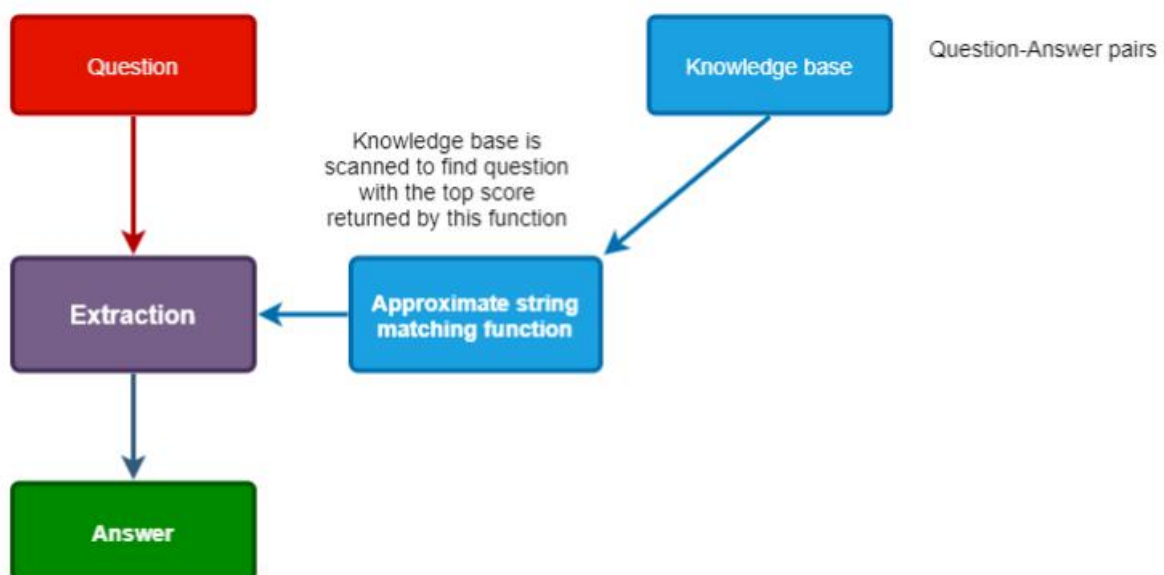 Question
Knowledge base
Question-Answer pairs
Knowledge base is
scanned to find question
with the top score
returned by this function
Extraction
Approximate string
matching function
Answer